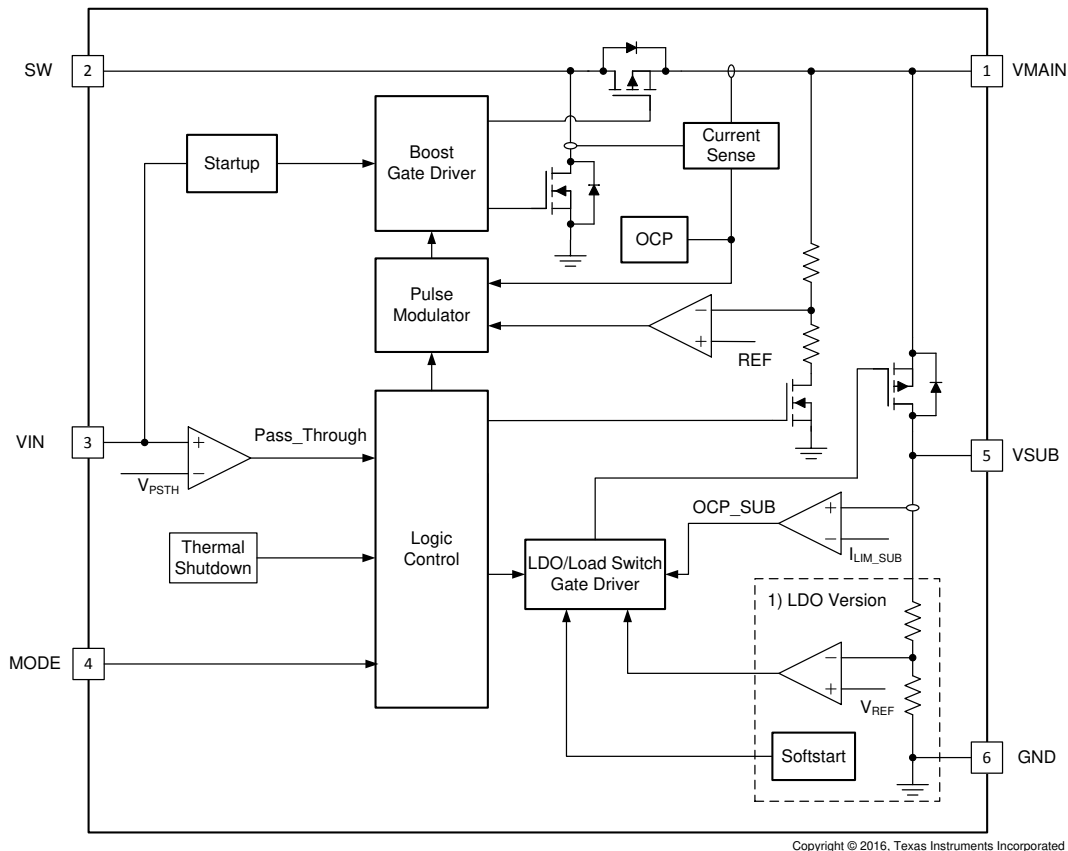 SW
2
1
VMAIN
Startup
Boost
Gate Driver
Current
Sense
OCP
Pulse
Modulator
−
+
REF
VIN
3
+
−
VPSTH
Pass_Through
Thermal
Shutdown
Logic
Control
MODE
4
5
VSUB
OCP_SUB
+
−
ILIM_SUB
LDO/Load Switch
Gate Driver
1) LDO Version
−
+
VREF
Softstart
6
GND
Copyright © 2016, Texas Instruments Incorporated